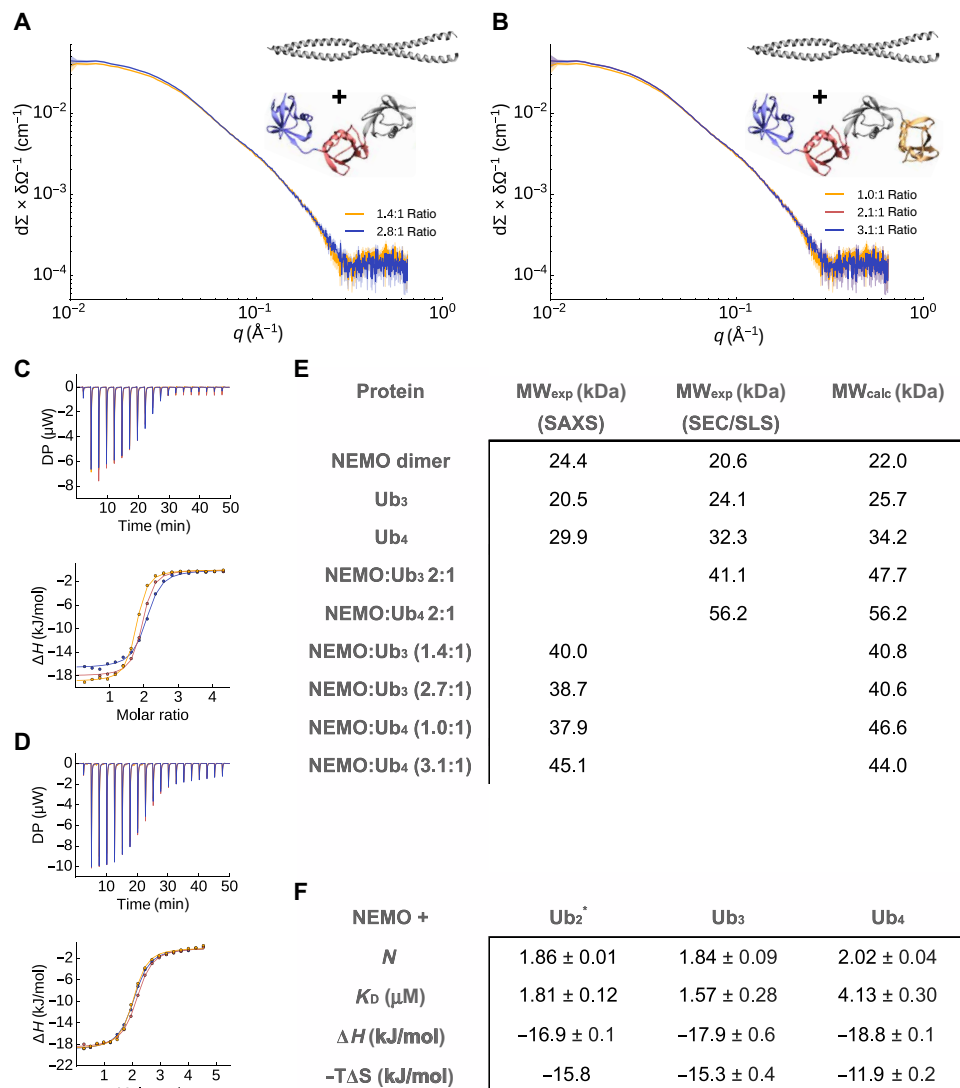 A
B
10⁻²
10⁻³
10⁻⁴
dΣ × δΩ⁻¹ (cm⁻¹)
+
1.4:1 Ratio
2.8:1 Ratio
10⁻² 10⁻¹ 10⁰
q (Å⁻¹)
10⁻²
10⁻³
10⁻⁴
dΣ × δΩ⁻¹ (cm⁻¹)
+
1.0:1 Ratio
2.1:1 Ratio
3.1:1 Ratio
10⁻² 10⁻¹ 10⁰
q (Å⁻¹)
C
0
−2
−4
−6
−8
DP (μW)
10 20 30 40 50
Time (min)
−2
−6
−10
−14
−18
ΔH (kJ/mol)
1 2 3 4
Molar ratio
D
0
−2
−4
−6
−8
−10
DP (μW)
10 20 30 40 50
Time (min)
−2
−6
−10
−14
−18
−22
ΔH (kJ/mol)
1 2 3 4 5
E
Protein MWexp (kDa) MWexp (kDa) MWcalc (kDa)
(SAXS) (SEC/SLS)
NEMO dimer 24.4 20.6 22.0
Ub₃ 20.5 24.1 25.7
Ub₄ 29.9 32.3 34.2
NEMO:Ub₃ 2:1 41.1 47.7
NEMO:Ub₄ 2:1 56.2 56.2
NEMO:Ub₃ (1.4:1) 40.0 40.8
NEMO:Ub₃ (2.7:1) 38.7 40.6
NEMO:Ub₄ (1.0:1) 37.9 46.6
NEMO:Ub₄ (3.1:1) 45.1 44.0
F
NEMO + Ub₂* Ub₃ Ub₄
N 1.86 ± 0.01 1.84 ± 0.09 2.02 ± 0.04
KD (μM) 1.81 ± 0.12 1.57 ± 0.28 4.13 ± 0.30
ΔH (kJ/mol) −16.9 ± 0.1 −17.9 ± 0.6 −18.8 ± 0.1
-TΔS (kJ/mol) −15.8 −15.3 ± 0.4 −11.9 ± 0.2